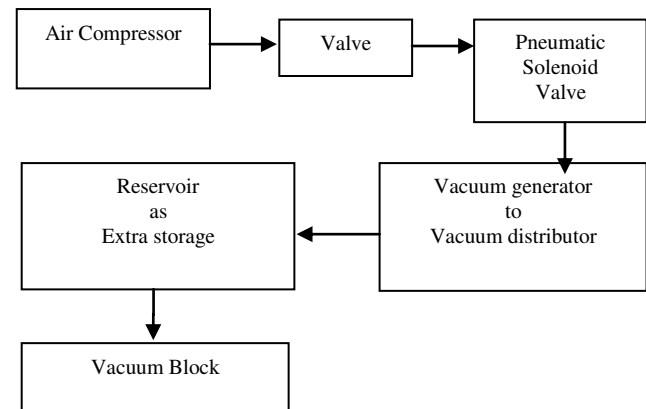 Air Compressor
Valve
Pneumatic
Solenoid
Valve
Reservoir
as
Extra storage
Vacuum generator
to
Vacuum distributor
Vacuum Block